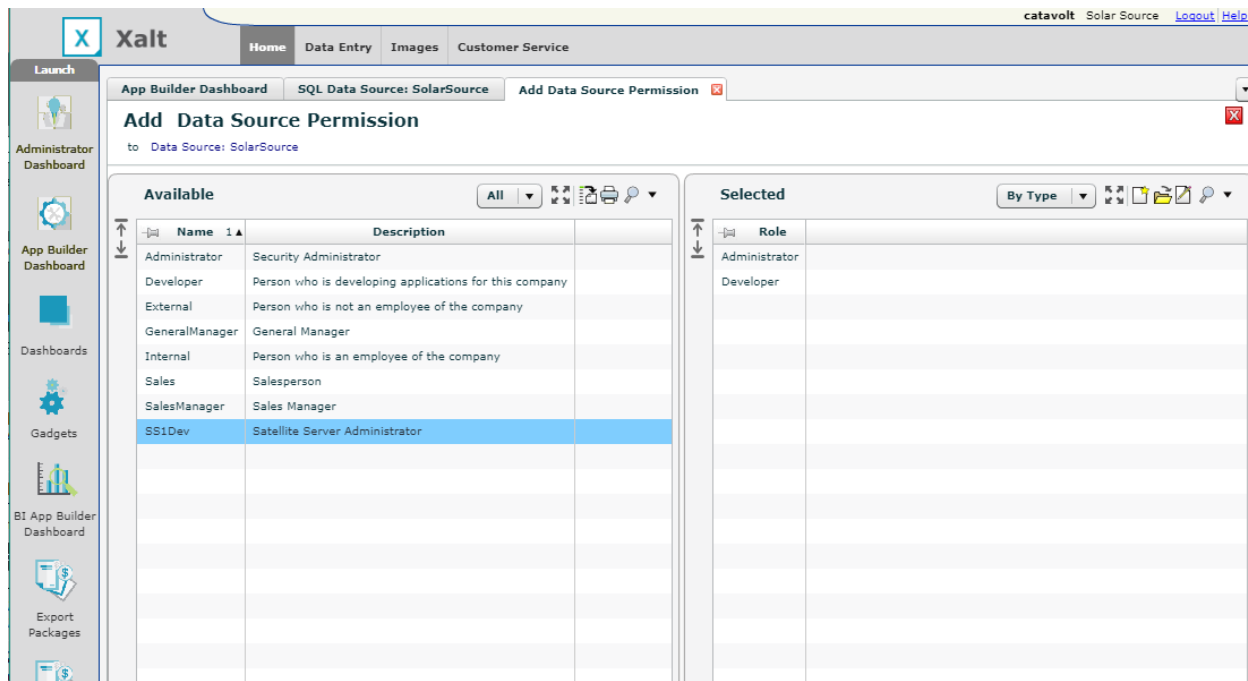 catavolt Solar Source Logout Help
X Xalt
Home Data Entry Images Customer Service
Launch
Administrator
Dashboard
App Builder
Dashboard
Dashboards
Gadgets
BI App Builder
Dashboard
Export
Packages
App Builder Dashboard SQL Data Source: SolarSource Add Data Source Permission
Add Data Source Permission
to Data Source: SolarSource
Available All
Name 1 Description
Administrator Security Administrator
Developer Person who is developing applications for this company
External Person who is not an employee of the company
GeneralManager General Manager
Internal Person who is an employee of the company
Sales Salesperson
SalesManager Sales Manager
SS1Dev Satellite Server Administrator
Selected By Type
Role
Administrator
Developer